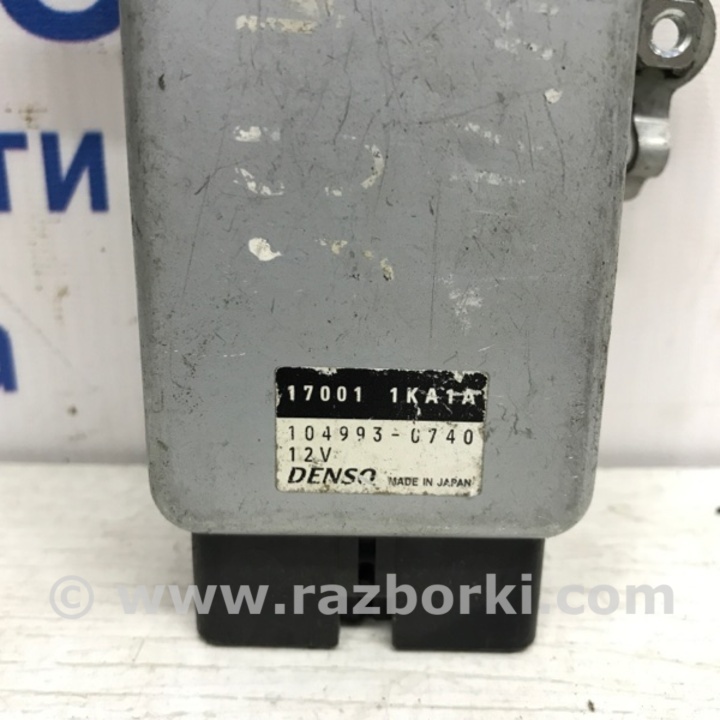 ТИ
а
17001 1KA1A
104993-0740
12V
DENSO MADE IN JAPAN
© www.razborki.com